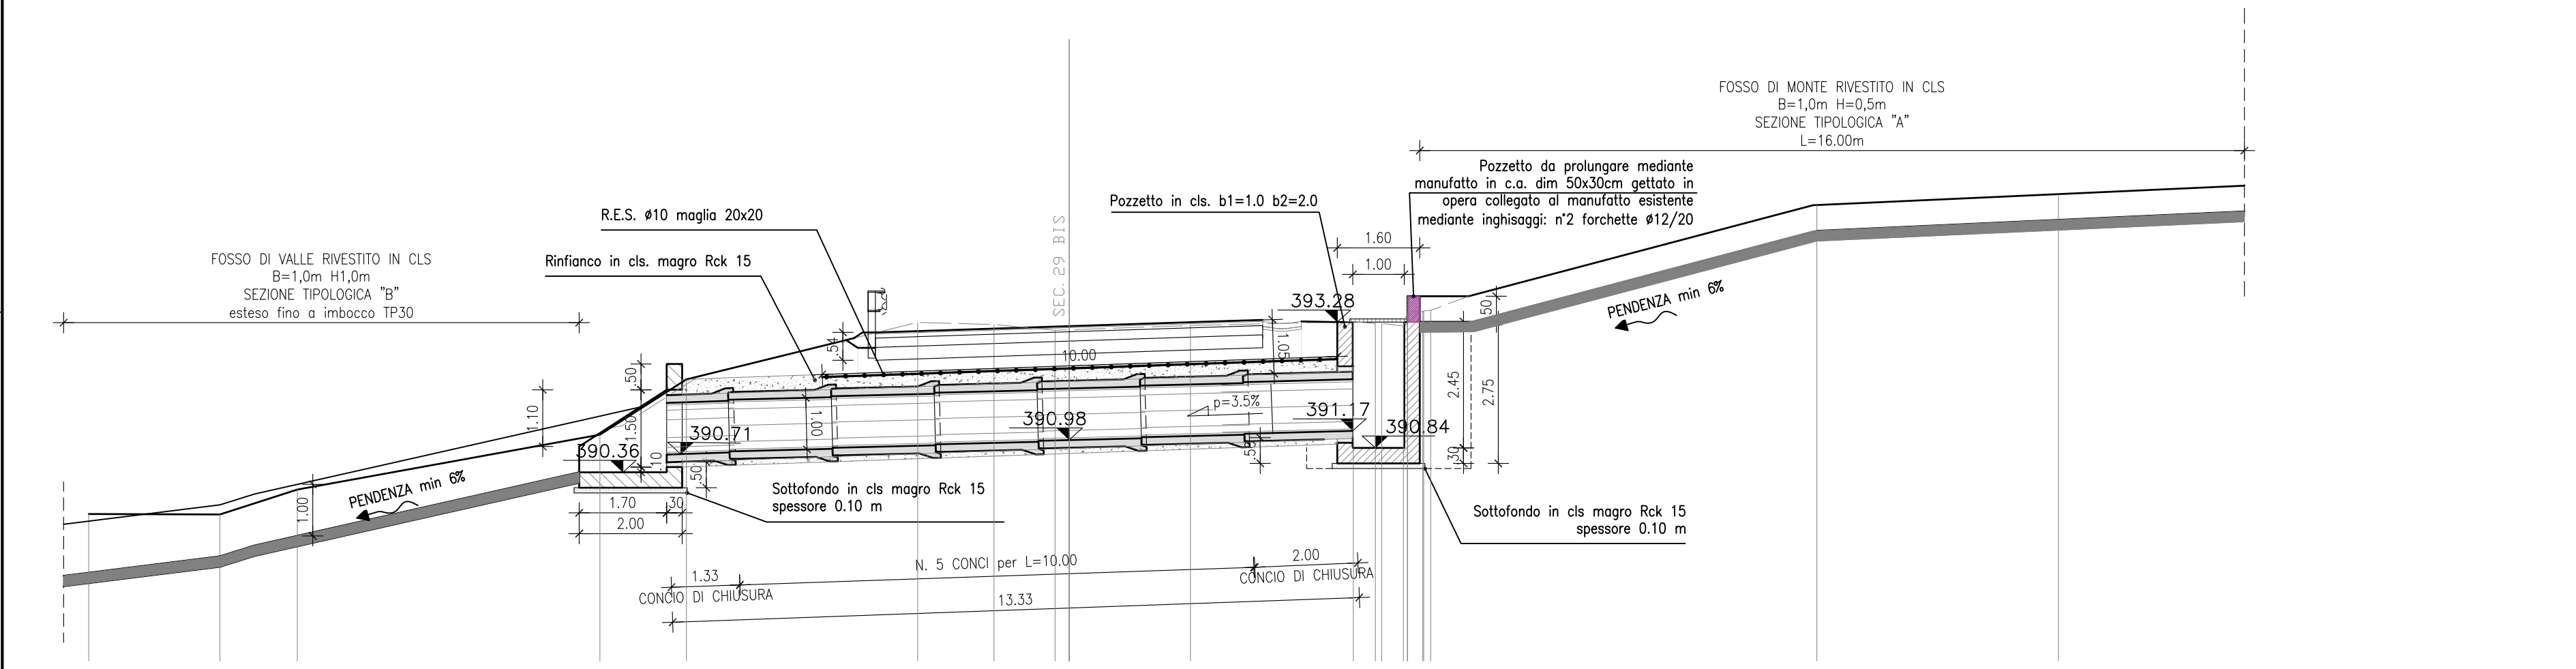 FOSSO DI MONTE RIVESTITO IN CLS
B=1,0m H=0,5m
SEZIONE TIPOLOGICA "A"
L=16.00m
Pozzetto da prolungare mediante
manufatto in c.a. dim 50x30cm gettato in
opera collegato al manufatto esistente
mediante inghisaggi: n°2 forchette ø12/20
Pozzetto in cls. b1=1.0 b2=2.0
R.E.S. ø10 maglia 20x20
Rinfianco in cls. magro Rck 15
SEC. 29 BIS
FOSSO DI VALLE RIVESTITO IN CLS
B=1,0m H1,0m
SEZIONE TIPOLOGICA "B"
esteso fino a imbocco TP30
1.60
1.00
393.28
PENDENZA min 6%
.50
.54
10.00
1.05
.50
1.10
1.50
1.00
p=3.5%
2.45
2.75
390.98
391.17
390.84
390.71
390.36
.10
.50
.50
.30
PENDENZA min 6%
1.00
1.70
.30
2.00
Sottofondo in cls magro Rck 15
spessore 0.10 m
Sottofondo in cls magro Rck 15
spessore 0.10 m
1.33
N. 5 CONCI per L=10.00
2.00
CONCIO DI CHIUSURA
CONCIO DI CHIUSURA
13.33